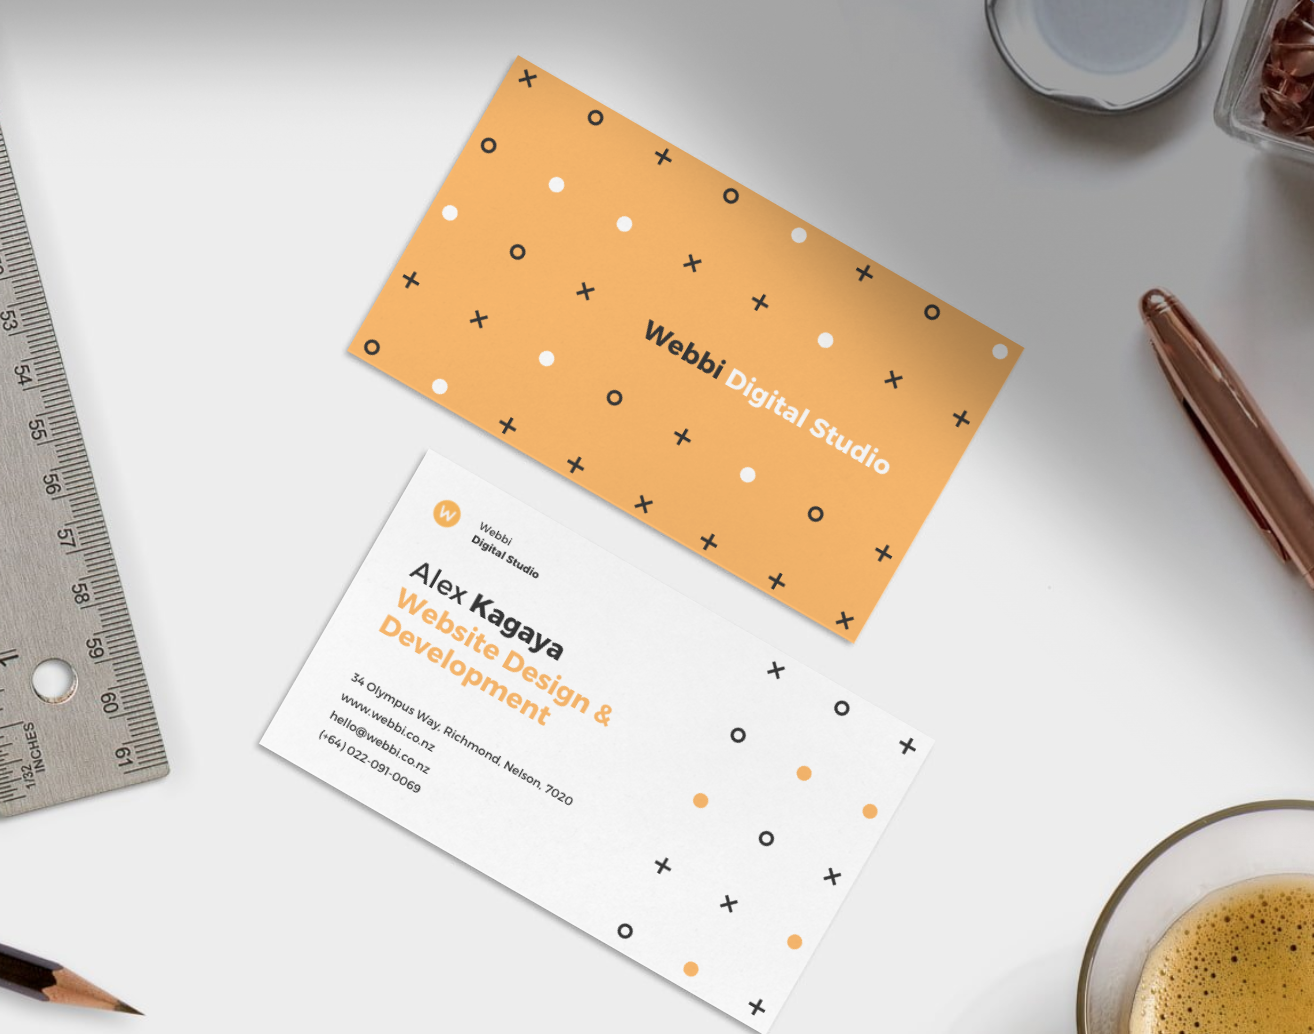 Webbi Digital Studio
W
Webbi
Digital Studio
Alex Kagaya
Website Design &
Development
34 Olympus Way, Richmond, Nelson, 7020
www.webbi.co.nz
hello@webbi.co.nz
(+64) 022-091-0069
53
54
55
56
57
58
59
60
61
1/32
INCHES